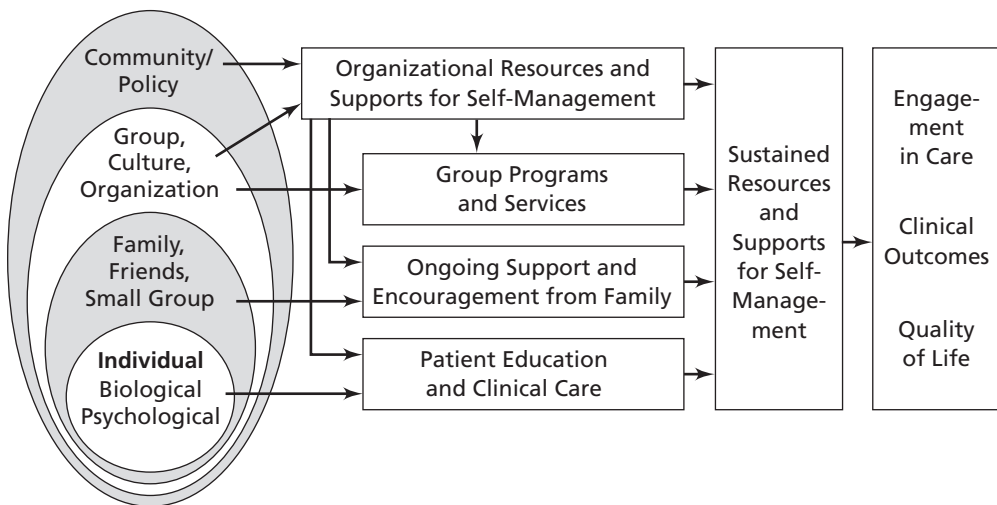 Community/
Policy
Group,
Culture,
Organization
Family,
Friends,
Small Group
Individual
Biological
Psychological
Organizational Resources and
Supports for Self-Management
Group Programs
and Services
Ongoing Support and
Encouragement from Family
Patient Education
and Clinical Care
Sustained
Resources
and
Supports
for Self-
Manage-
ment
Engage-
ment
in Care
Clinical
Outcomes
Quality
of Life